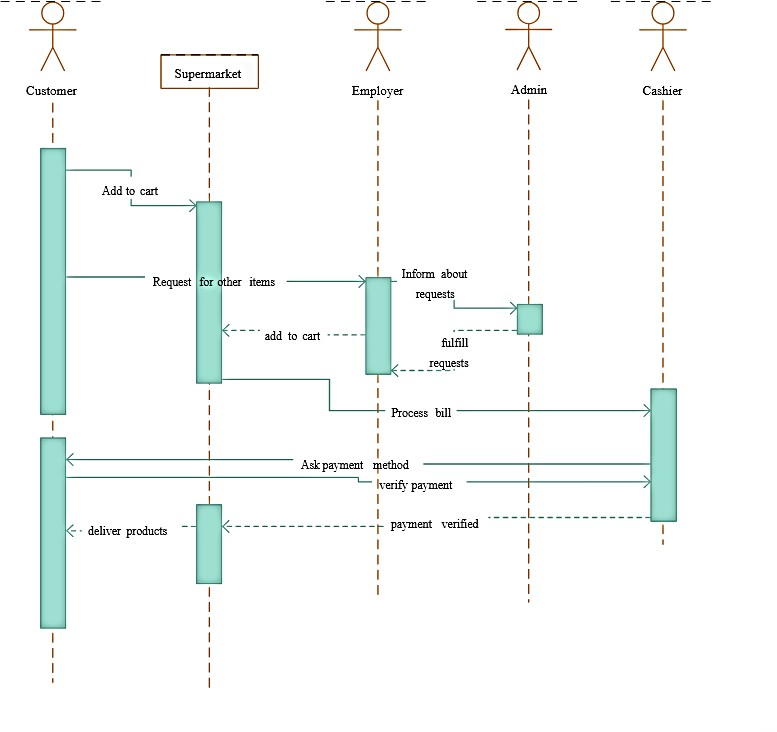 Supermarket
Customer
Employer
Admin
Cashier
Add to cart
Inform about
requests
Request for other items
add to cart
fulfill
requests
Process bill
Ask payment method
verify payment
payment verified
deliver products